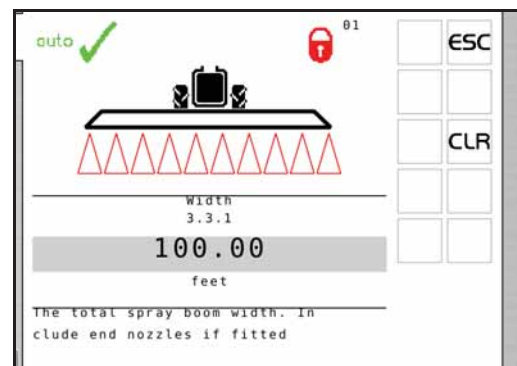 auto
01
ESC
CLR
Width
3.3.1
100.00
feet
The total spray boom width. In
clude end nozzles if fitted